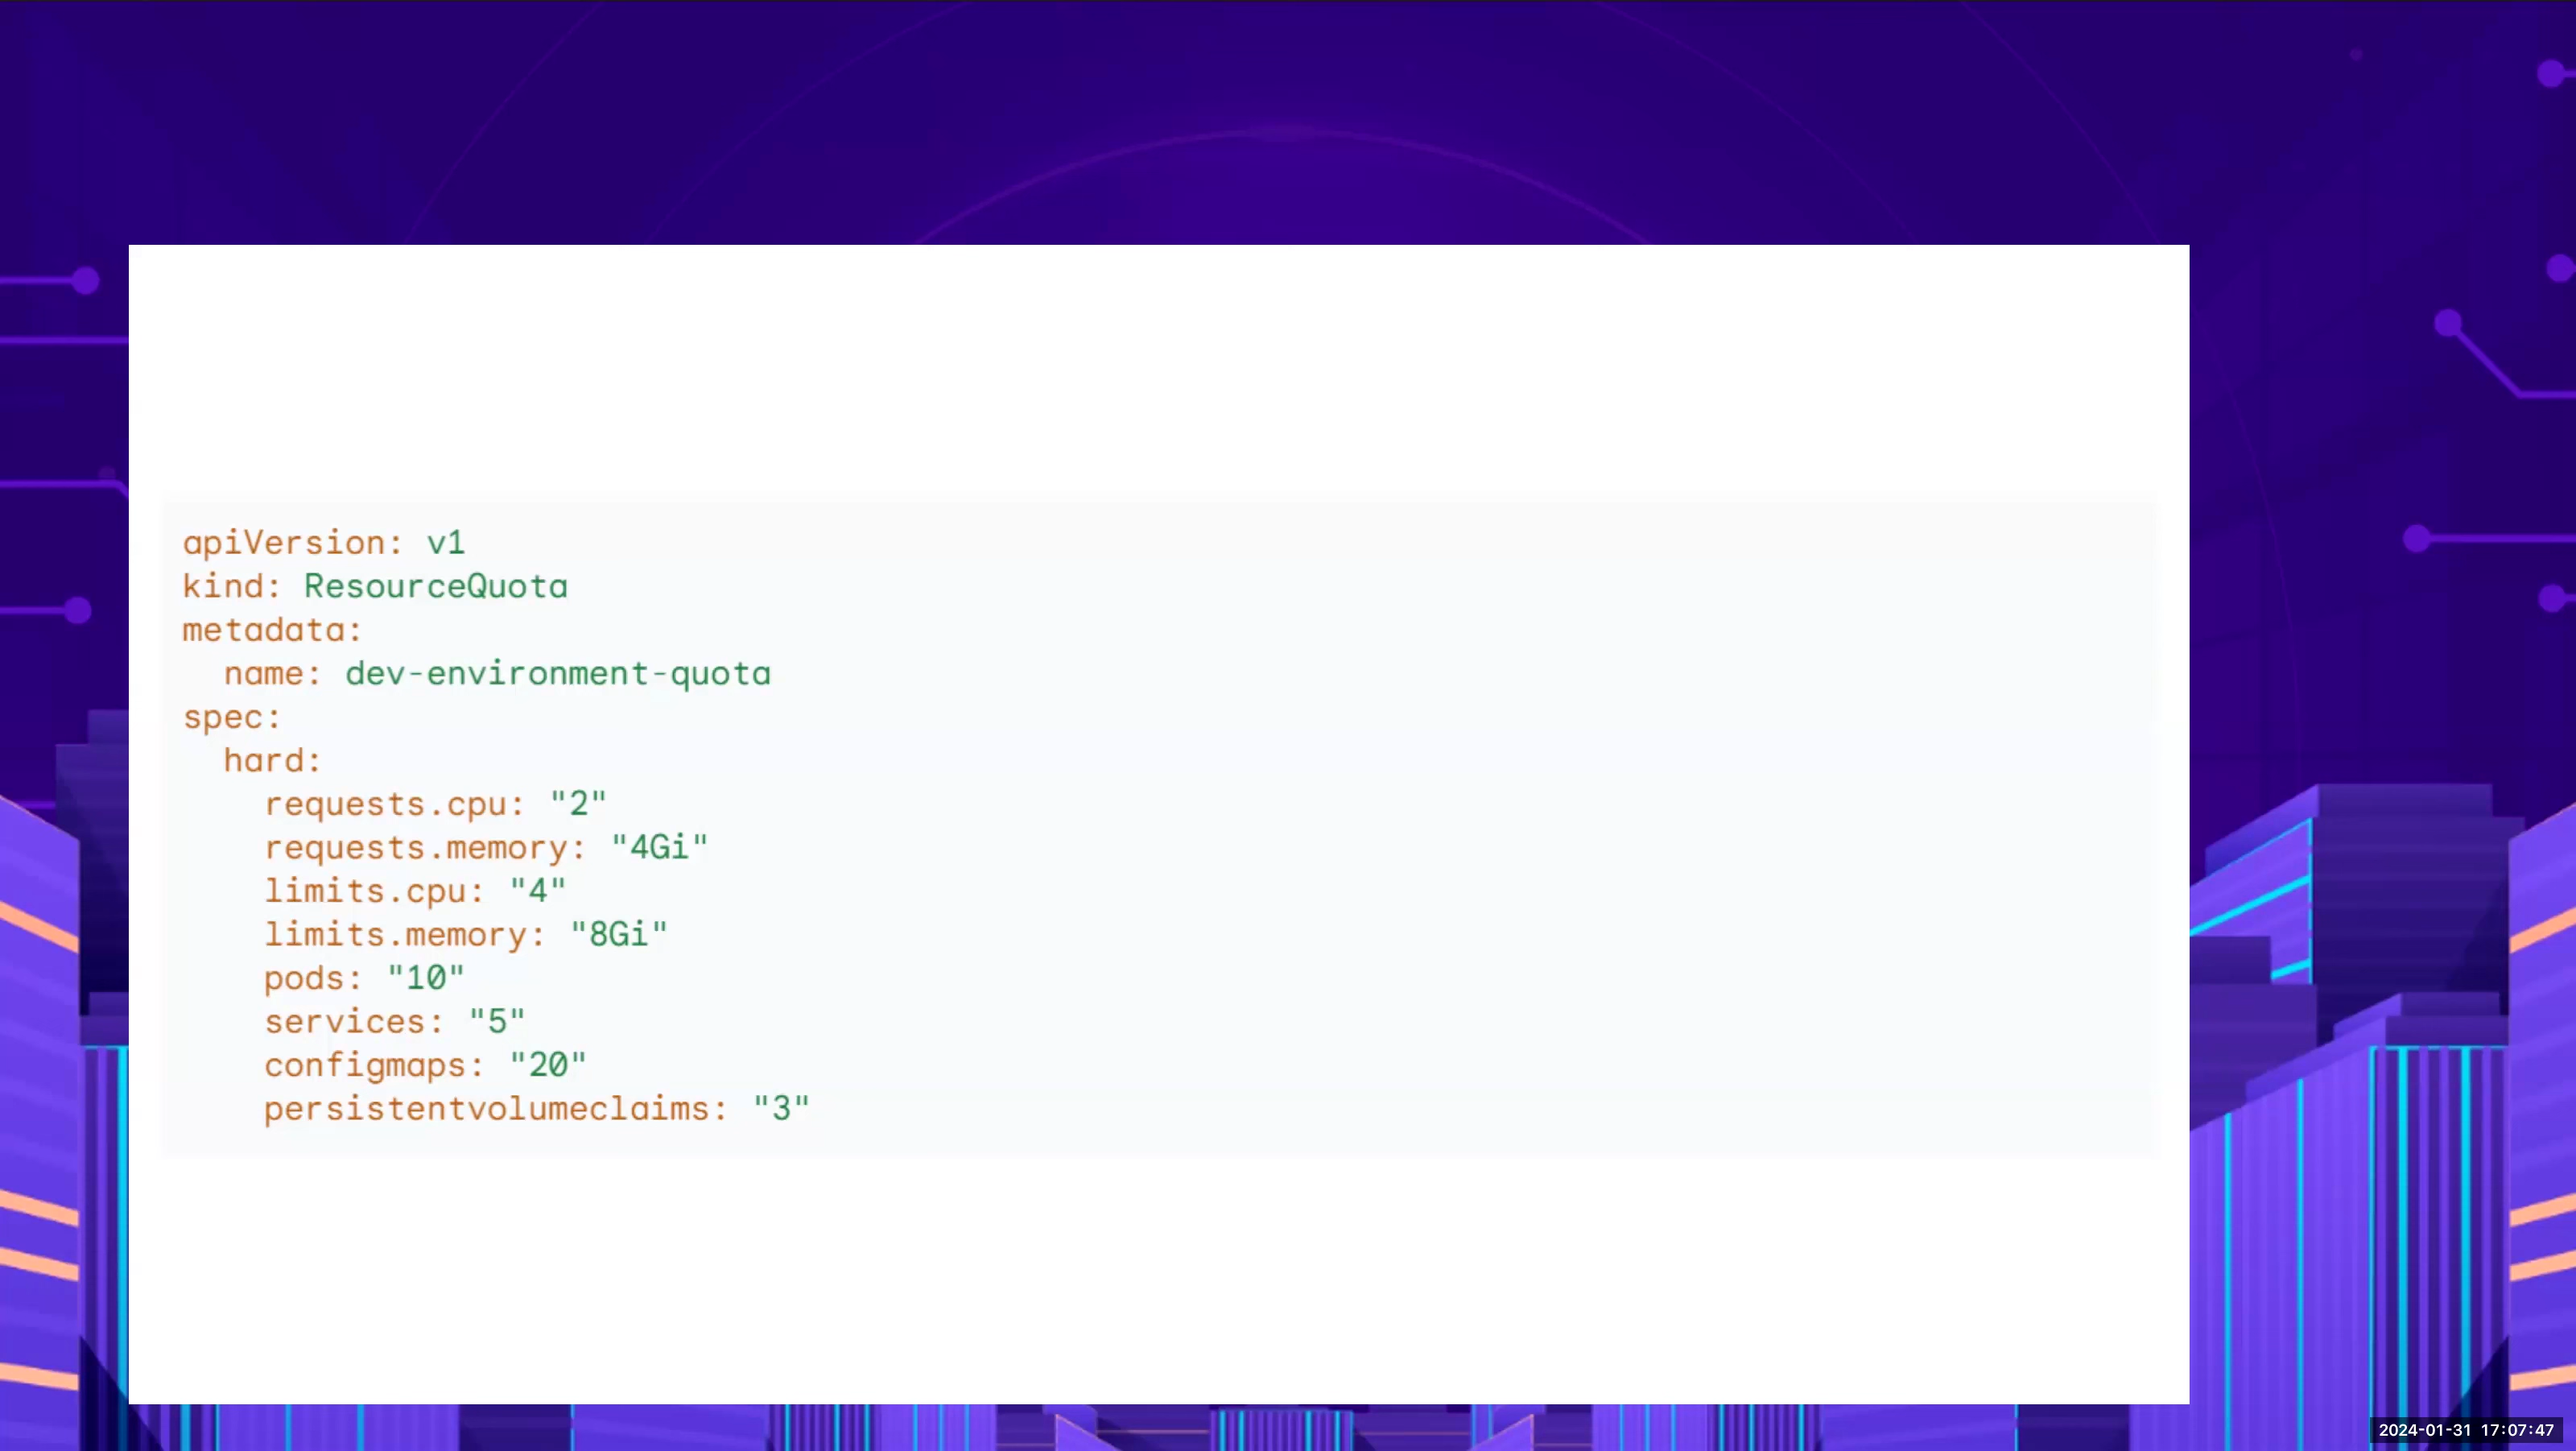 apiVersion: v1
kind: ResourceQuota
metadata:
  name: dev-environment-quota
spec:
  hard:
    requests.cpu: "2"
    requests.memory: "4Gi"
    limits.cpu: "4"
    limits.memory: "8Gi"
    pods: "10"
    services: "5"
    configmaps: "20"
    persistentvolumeclaims: "3"
2024-01-31 17:07:47